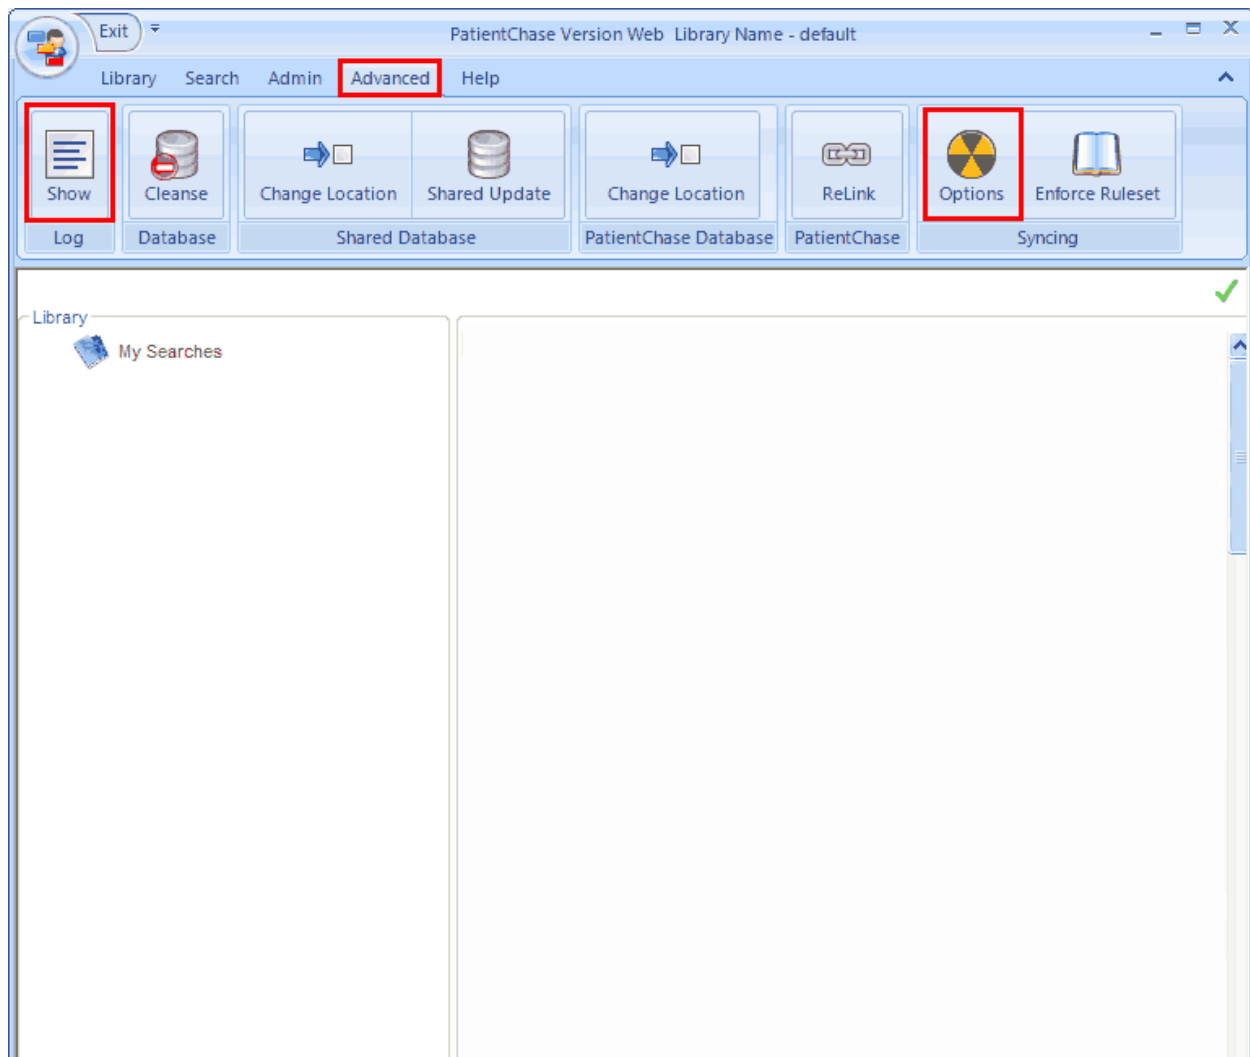 Exit
PatientChase Version Web Library Name - default
Library Search Admin Advanced Help
Show Cleanse Change Location Shared Update Change Location ReLink Options Enforce Ruleset
Log Database Shared Database PatientChase Database PatientChase Syncing
Library
My Searches